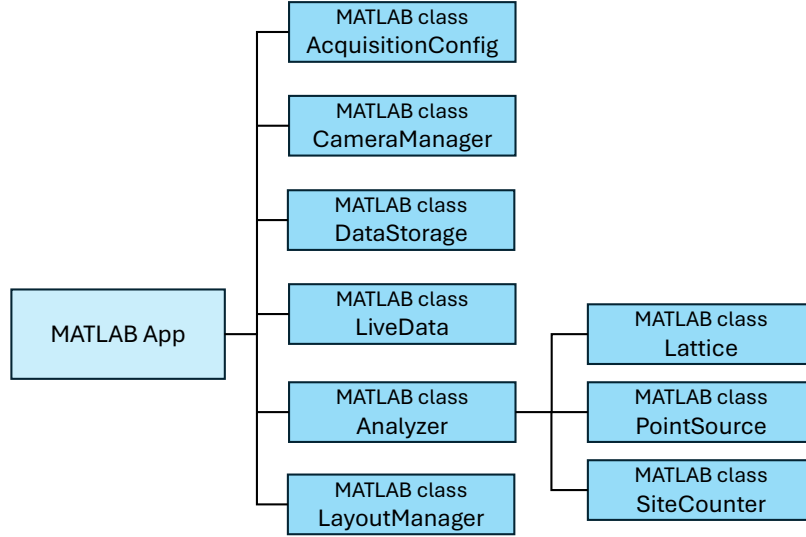 MATLAB App
MATLAB class
AcquisitionConfig
MATLAB class
CameraManager
MATLAB class
DataStorage
MATLAB class
LiveData
MATLAB class
Analyzer
MATLAB class
LayoutManager
MATLAB class
Lattice
MATLAB class
PointSource
MATLAB class
SiteCounter